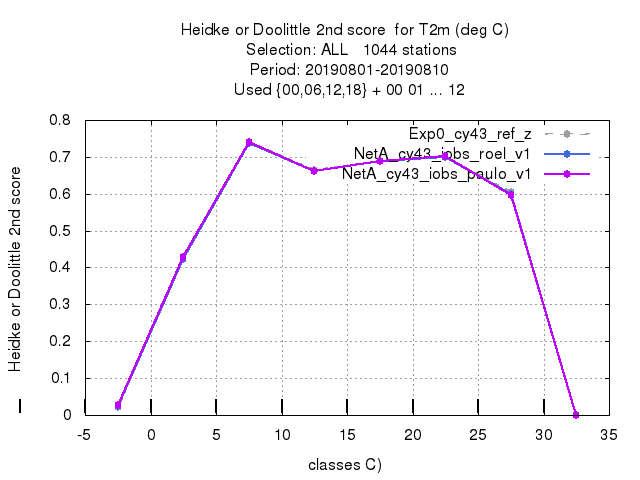 Heidke or Doolittle 2nd score  for T2m (deg C)
Selection: ALL   1044 stations
Period: 20190801-20190810
Used {00,06,12,18} + 00 01 ... 12
Exp0_cy43_ref_z
NetA_cy43_iobs_roel_v1
NetA_cy43_iobs_paulo_v1
Heidke or Doolittle 2nd score
0.8
0.7
0.6
0.5
0.4
0.3
0.2
0.1
0
-5 0 5 10 15 20 25 30 35
classes C)